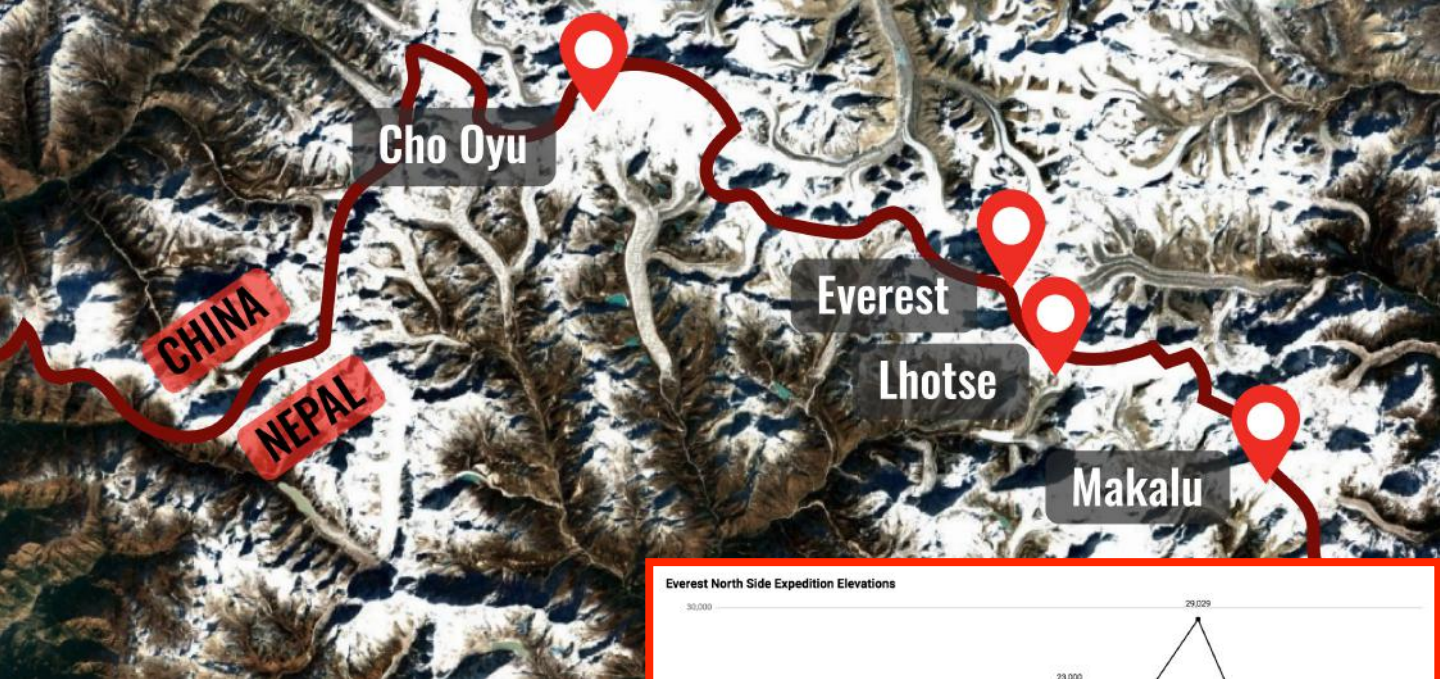 Cho Oyu
Everest
CHINA
Lhotse
NEPAL
Makalu
Everest North Side Expedition Elevations
30,000
29,029
23,000